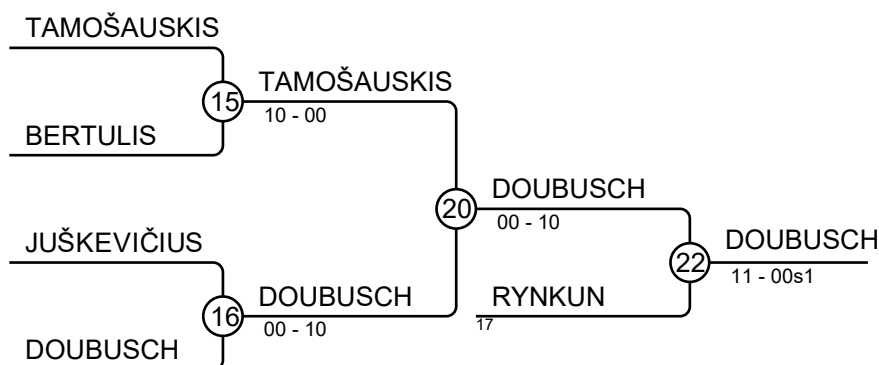 TAMOŠAUSKIS
15
TAMOŠAUSKIS
10 - 00
BERTULIS
20
DOUBUSCH
00 - 10
JUŠKEVIČIUS
16
DOUBUSCH
00 - 10
DOUBUSCH
RYNKUN
17
22
DOUBUSCH
11 - 00s1